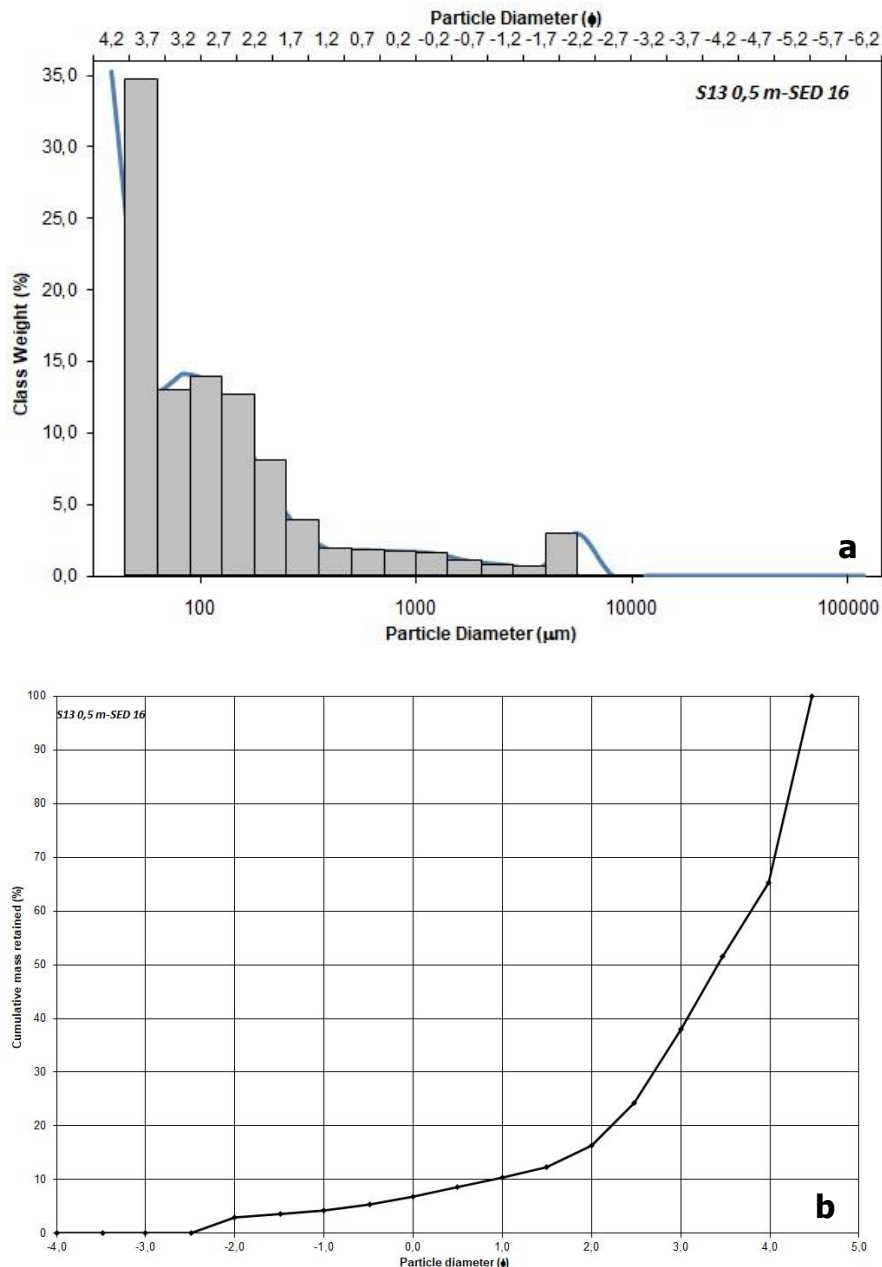 Particle Diameter (ϕ)
4,2 3,7 3,2 2,7 2,2 1,7 1,2 0,7 0,2 -0,2 -0,7 -1,2 -1,7 -2,2 -2,7 -3,2 -3,7 -4,2 -4,7 -5,2 -5,7 -6,2
35,0
S13 0,5 m-SED 16
30,0
25,0
20,0
15,0
10,0
5,0
0,0
Class Weight (%)
a
100 1000 10000 100000
Particle Diameter (μm)
100
S13 0,5 m-SED 16
90
80
70
60
50
40
30
20
10
0
Cumulative mass retained (%)
b
-4,0 -3,0 -2,0 -1,0 0,0 1,0 2,0 3,0 4,0 5,0
Particle diameter (ϕ)